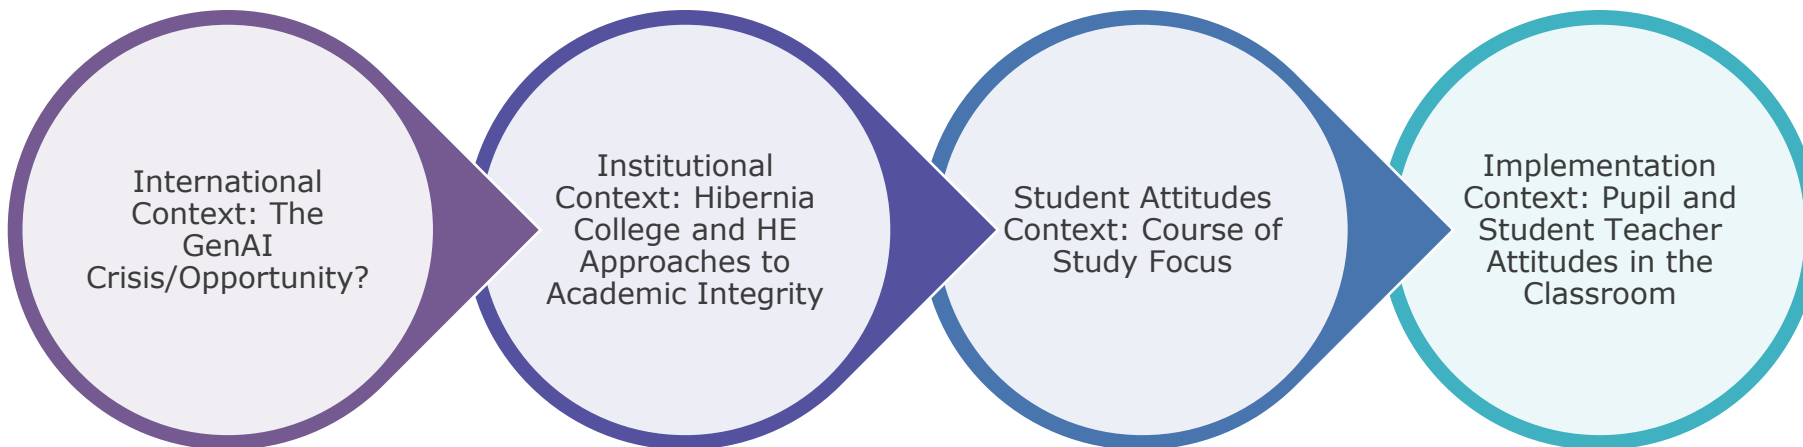 International
Context: The
GenAI
Crisis/Opportunity?
Institutional
Context: Hibernia
College and HE
Approaches to
Academic Integrity
Student Attitudes
Context: Course of
Study Focus
Implementation
Context: Pupil and
Student Teacher
Attitudes in the
Classroom